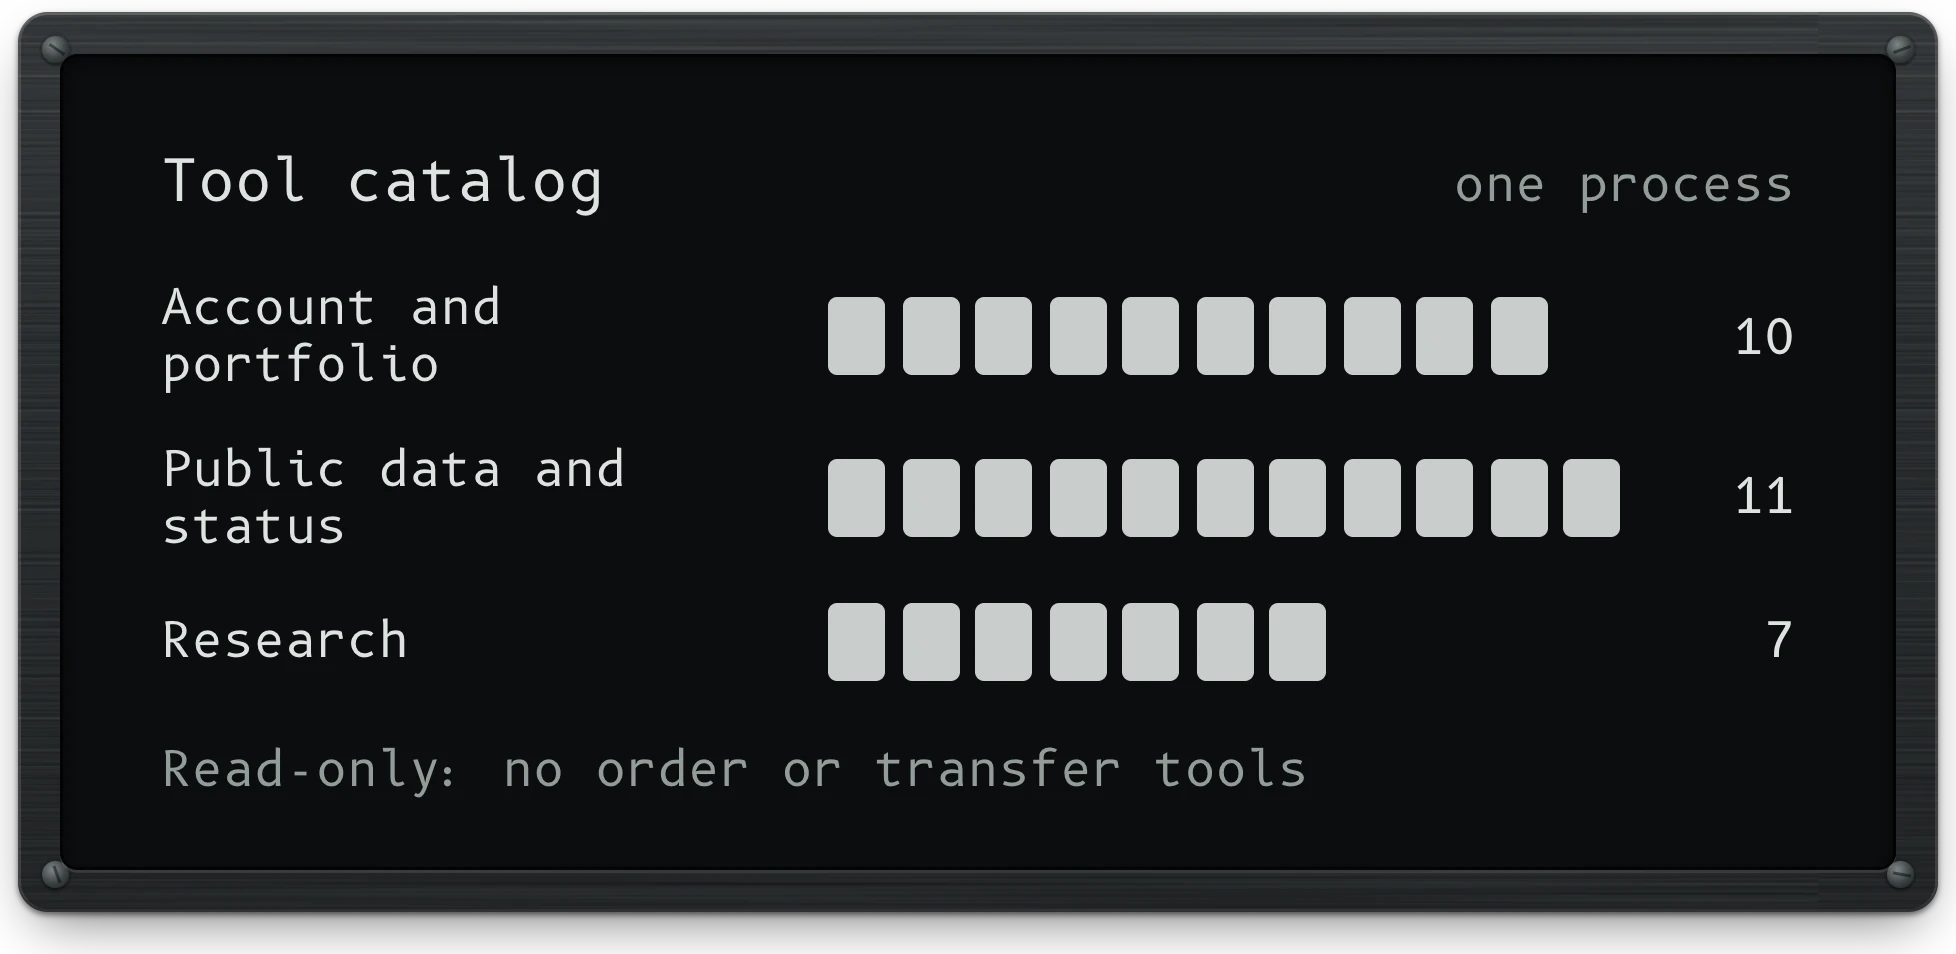 Tool catalog
one process
Account and
portfolio
10
Public data and
status
11
Research
7
Read-only: no order or transfer tools